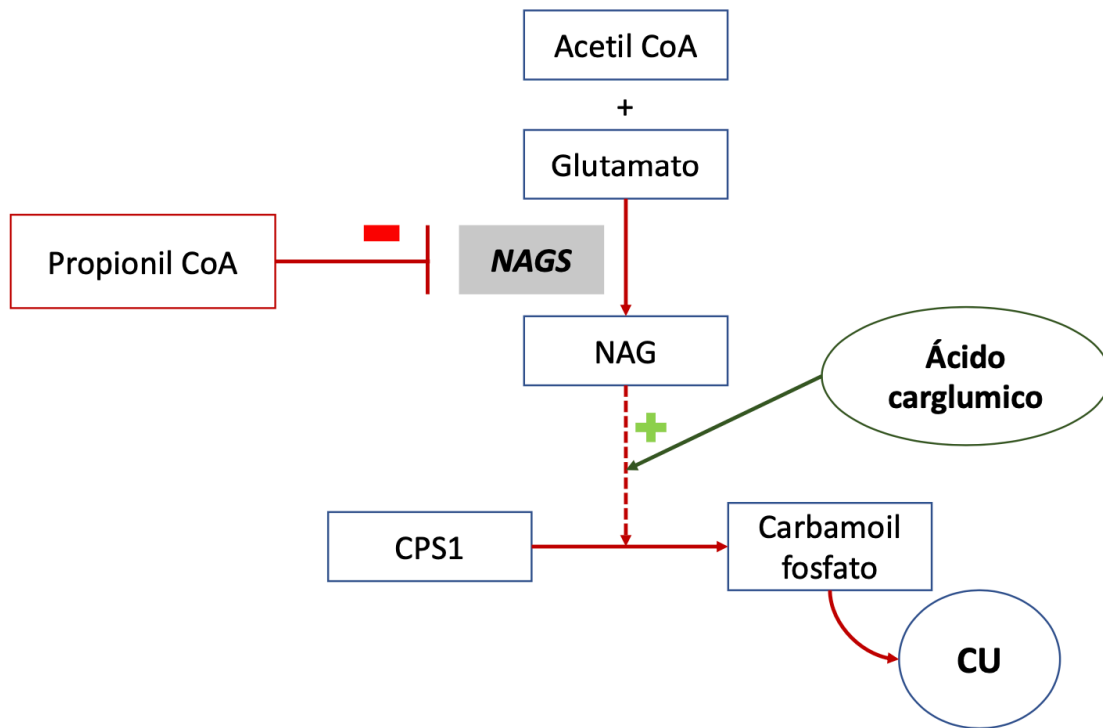 Acetil CoA
+
Glutamato
Propionil CoA
NAGS
NAG
Ácido
carglumico
CPS1
Carbamoil
fosfato
CU